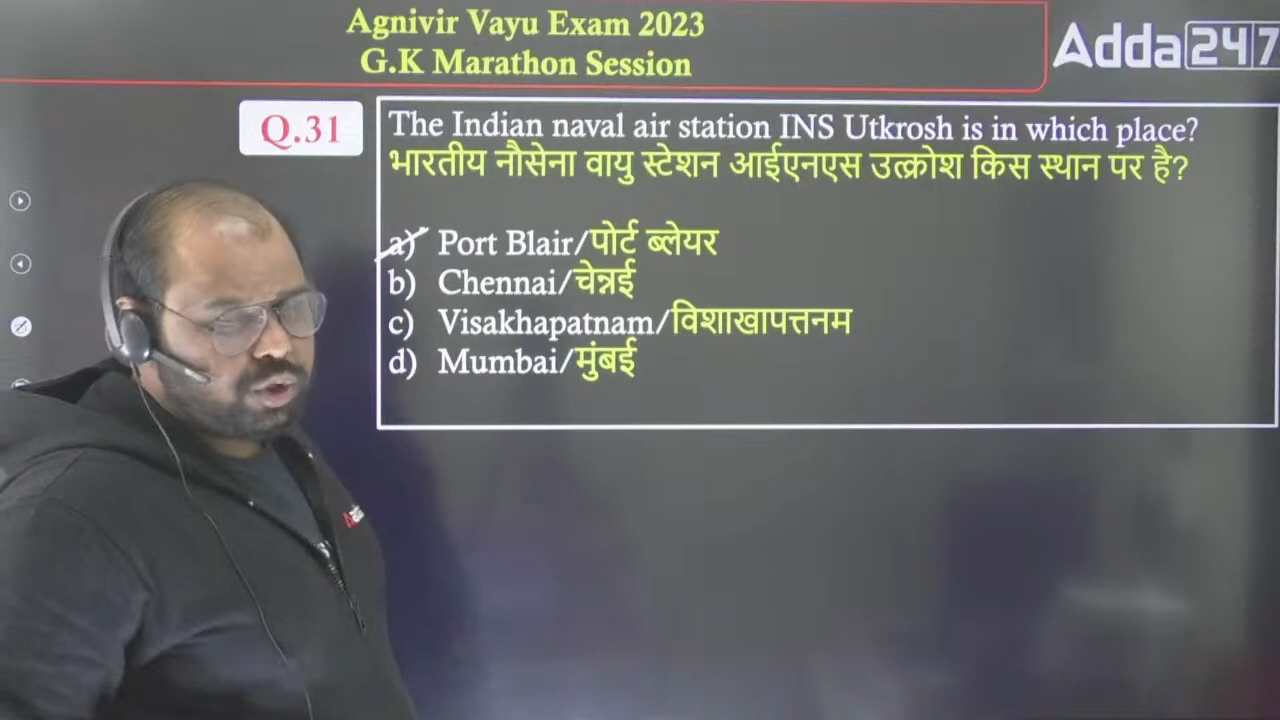 Agnivir Vayu Exam 2023
G.K Marathon Session
Adda247
Q.31
The Indian naval air station INS Utkrosh is in which place?
भारतीय नौसेना वायु स्टेशन आईएनएस उत्क्रोश किस स्थान पर है?
a) Port Blair/पोर्ट ब्लेयर
b) Chennai/चेन्नई
c) Visakhapatnam/विशाखापत्तनम
d) Mumbai/मुंबई